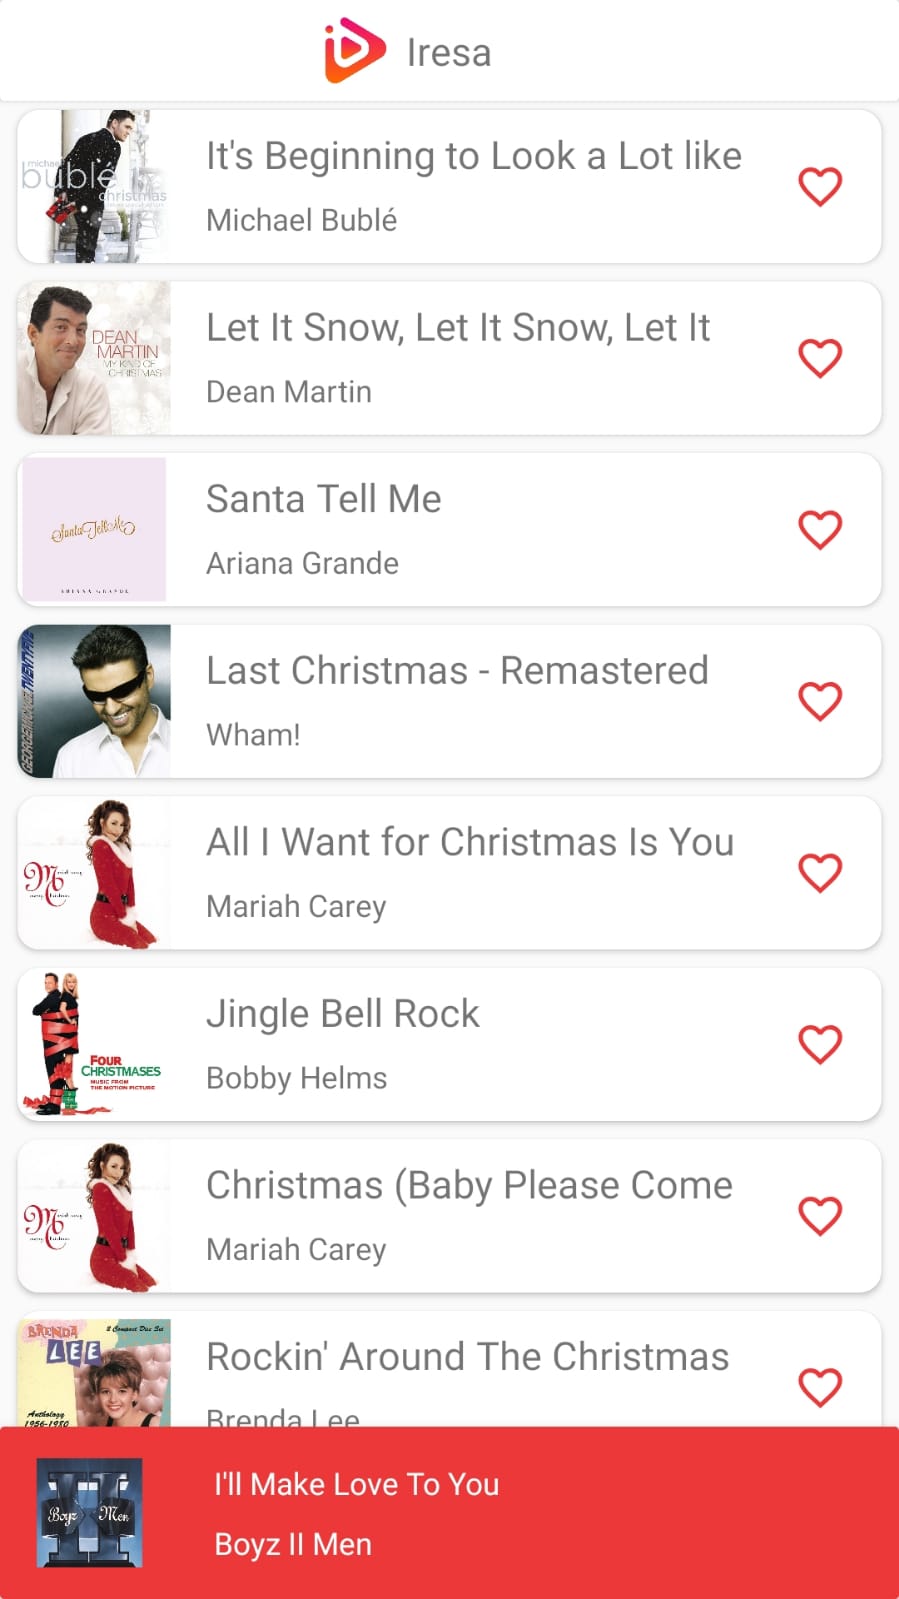 Iresa
michael
bublé
christmas
It's Beginning to Look a Lot like
Michael Bublé
DEAN
MARTIN
MY KIND OF
CHRISTMAS
Let It Snow, Let It Snow, Let It
Dean Martin
Santa Tell Me
ARIANA GRANDE
Santa Tell Me
Ariana Grande
GEORGEMICHAELTWENTYFIVE
Last Christmas - Remastered
Wham!
All I Want for Christmas Is You
Mariah Carey
FOUR
CHRISTMASES
MUSIC FROM
THE MOTION PICTURE
Jingle Bell Rock
Bobby Helms
Christmas (Baby Please Come
Mariah Carey
BRENDA
LEE
2 Compact Disc Set
Anthology
1956-1980
Rockin' Around The Christmas
Brenda Lee
Boyz II Men
I'll Make Love To You
Boyz II Men